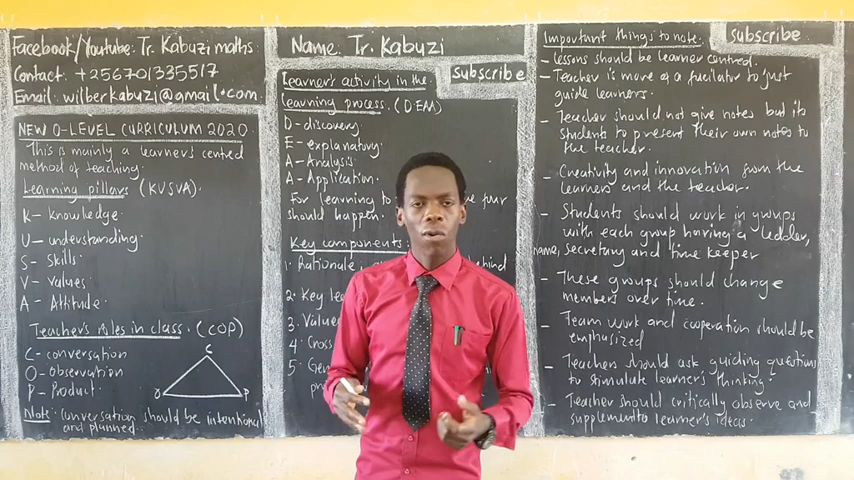 Facebook/Youtube: Tr. Kabuzi maths
Contact: +256701335517
Email: wilberkabuzi@gmail.com
NEW O-LEVEL CURRICULUM 2020.
This is mainly a learners centred
method of teaching.
Learning pillars (KUSVA).
K- Knowledge
U- understanding
S- Skills
V- Values
A- Attitude
Teacher's roles in class. (COP)
C- conversation
O- Observation
P- Product
C
O
P
Note: Conversation should be intentional
and planned
Name: Tr. Kabuzi
subscribe
Learner's activity in the
learning process. (DEAA)
D- discovery
E- explanatory
A- Analysis
A- Application.
For learning to four
should happen.
Key components
1. Rationale behind
2. Key
3. Value
4. Cross
5. Gen
subscribe
Important things to note.
- Lessons should be learner centred.
- Teacher is more of a fucilator to just
guide learners.
- Teacher should not give notes but its
students to present their own notes to
the teacher.
- Creativity and innovation from the
learners and the teacher.
- Students should work in groups
with each group having a leader,
name, secretary and time keeper
- These groups should change
members over time.
- Team work and cooperation should be
emphasized
- Teachers should ask guiding questions
to stimulate learner's thinking.
- Teachers should critically observe and
supplement to learner's ideas.